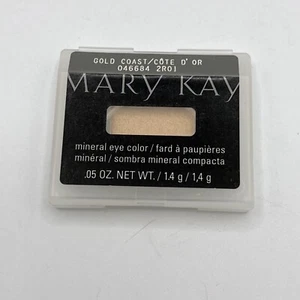 GOLD COAST/CÔTE D'OR
046684 2R01
MARY KAY
mineral eye color / fard à paupières
minéral / sombra mineral compacta
.05 OZ. NET WT. / 1.4 g / 1,4 g